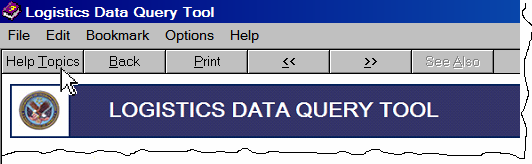 Logistics Data Query Tool
File Edit Bookmark Options Help
Help Topics Back Print << >> See Also
LOGISTICS DATA QUERY TOOL